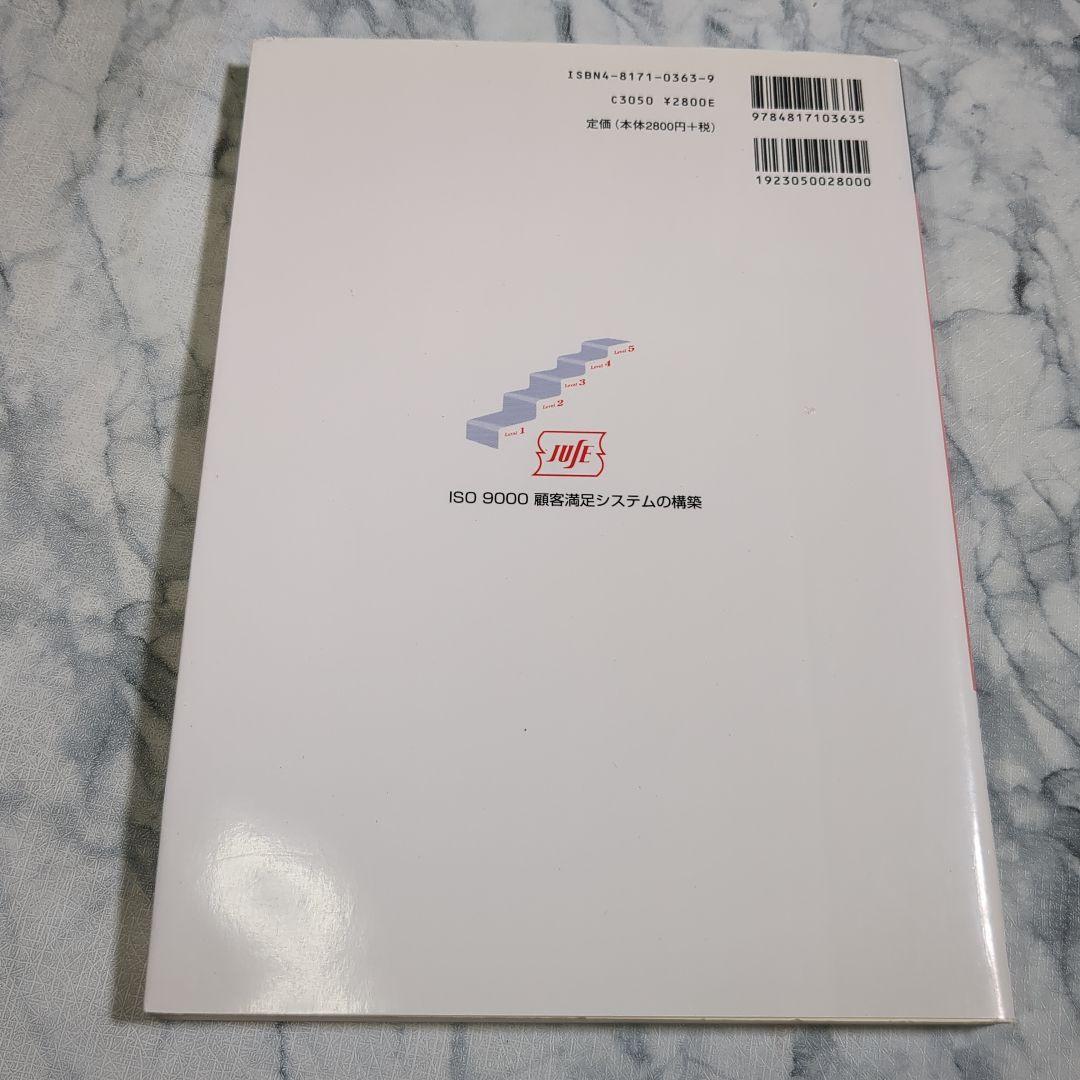 ISBN4-8171-0363-9
C3050 ¥2800E
定価(本体2800円+税)
9784817103635
1923050028000
Level 5
Level 4
Level 3
Level 2
Level 1
JUSE
ISO 9000 顧客満足システムの構築